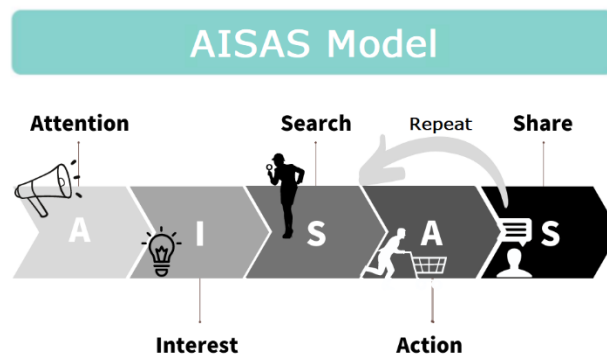 AISAS Model
Attention
Search
Repeat
Share
A
I
S
A
S
Interest
Action